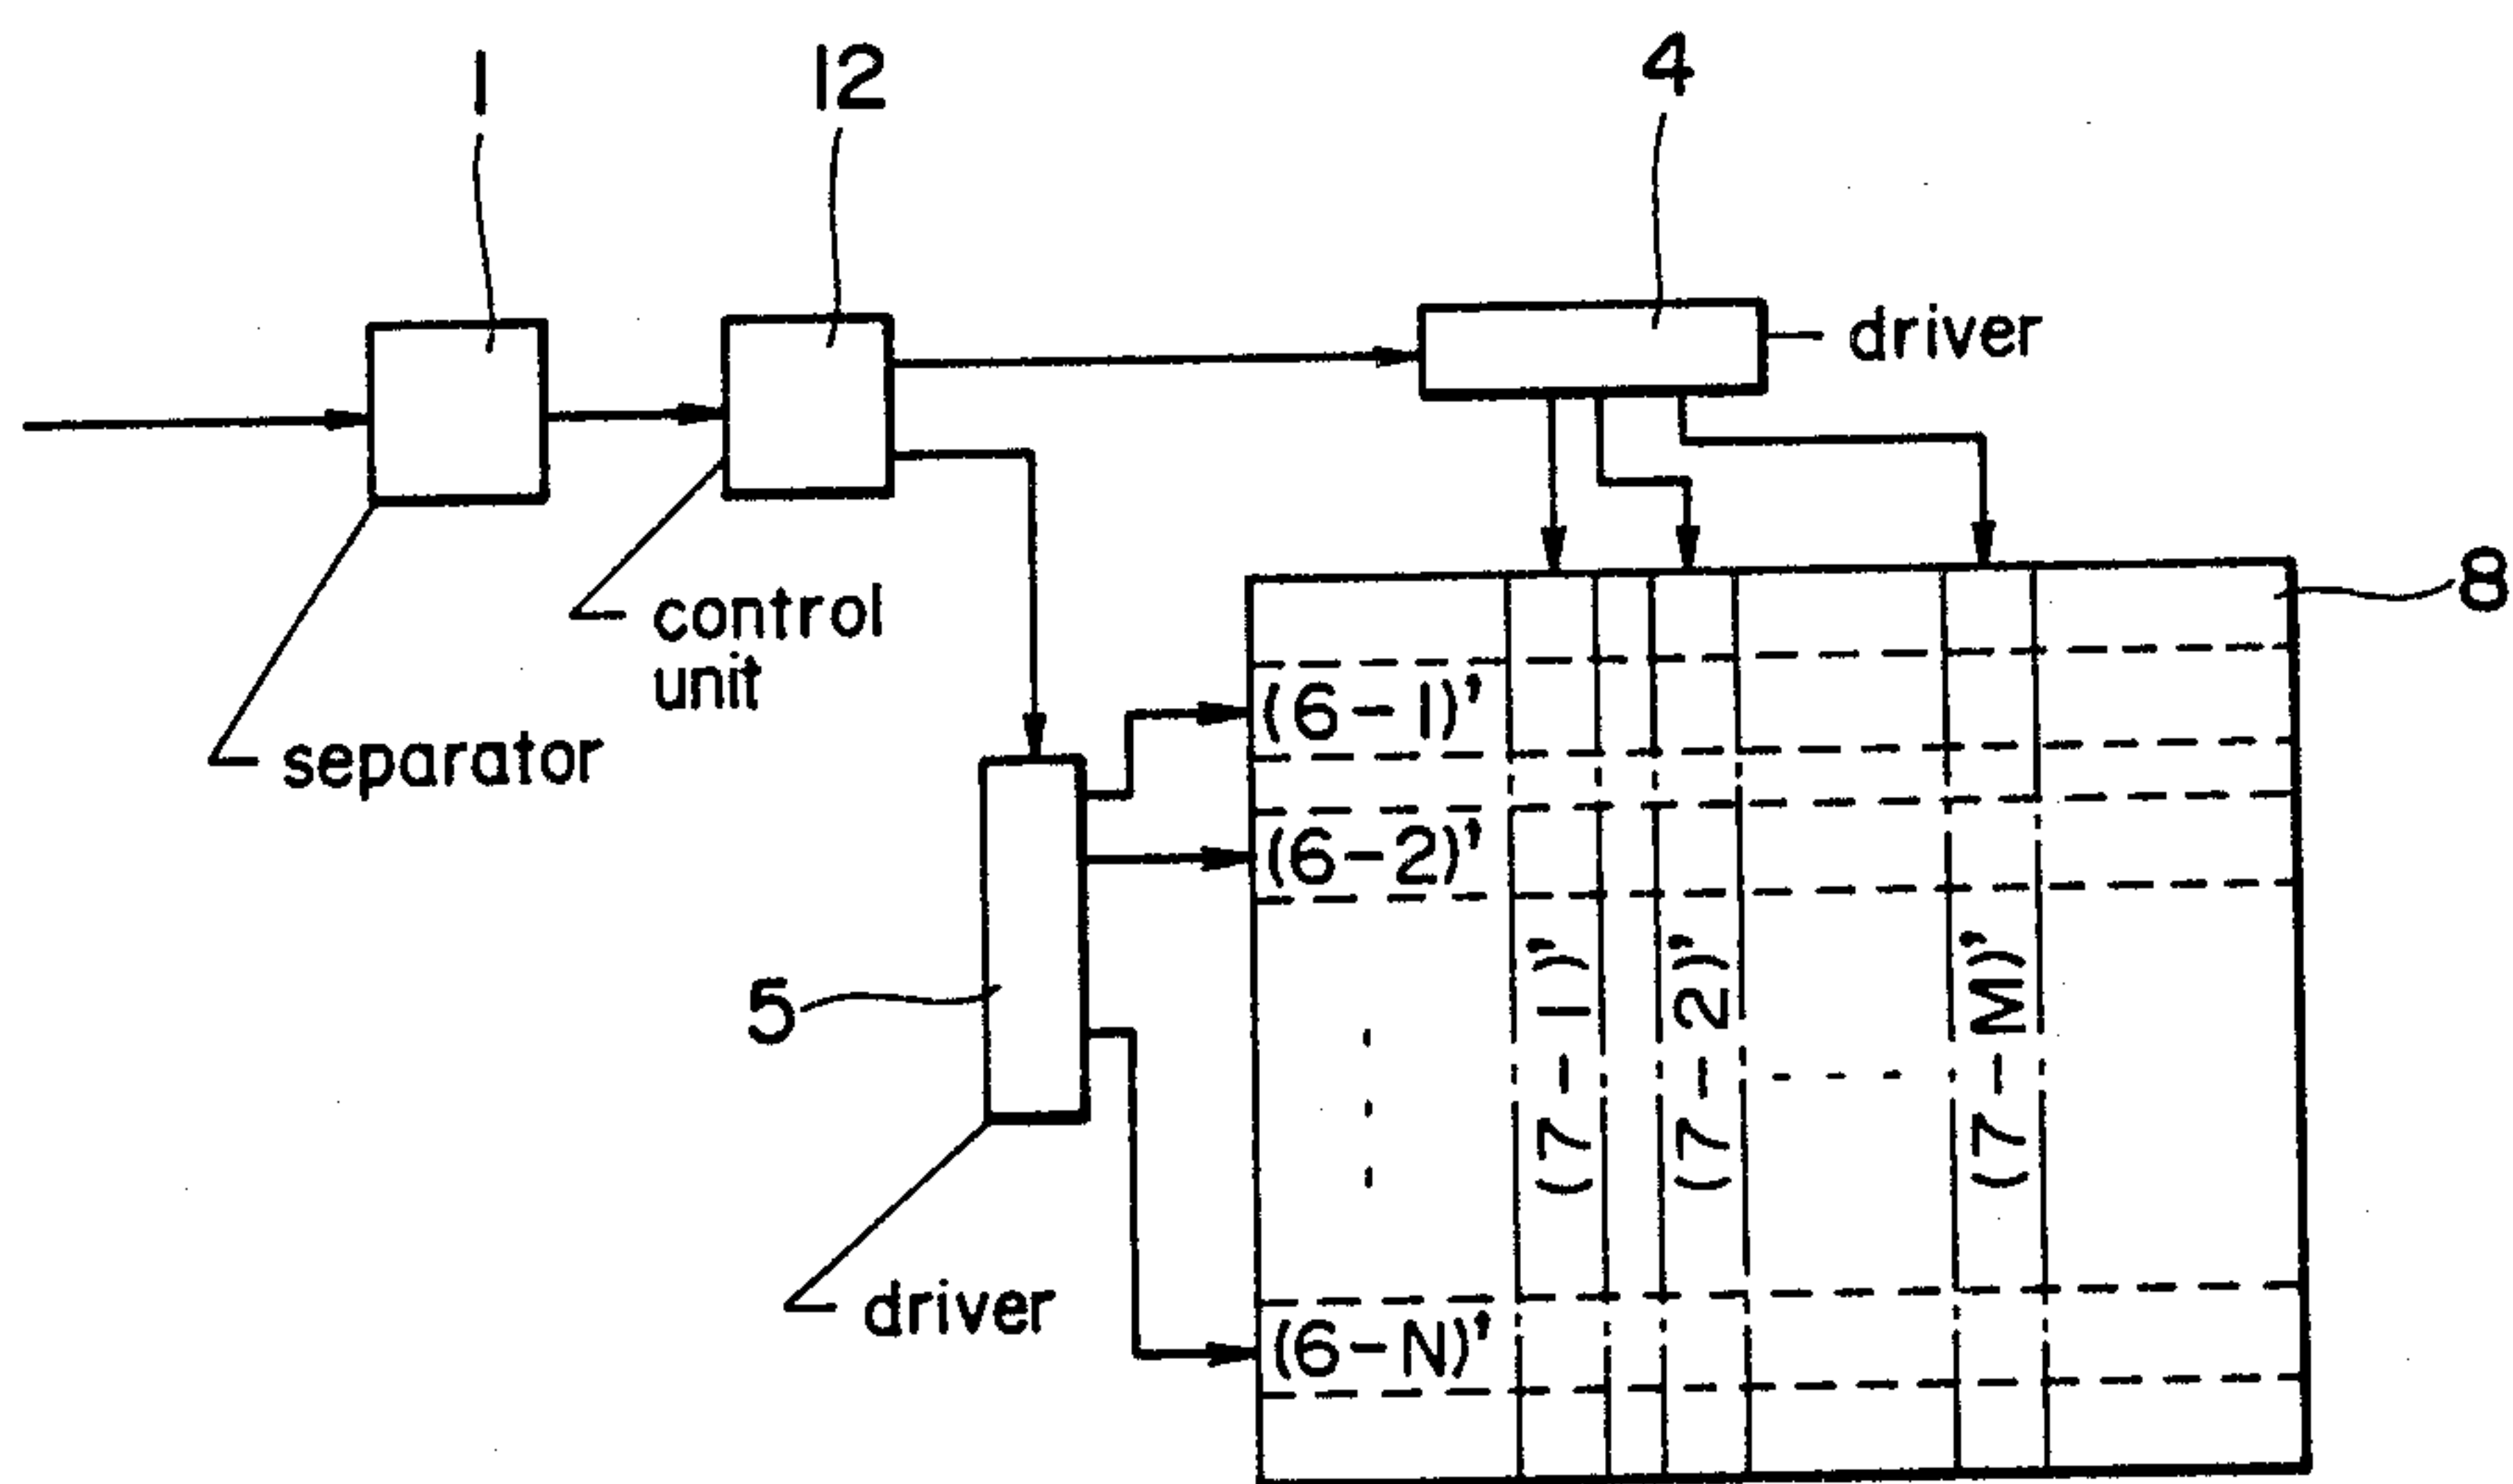 1
12
4
driver
8
control
unit
separator
(6-1)'
(6-2)'
5
(7-1)'
(7-2)'
(7-M)'
driver
(6-N)'